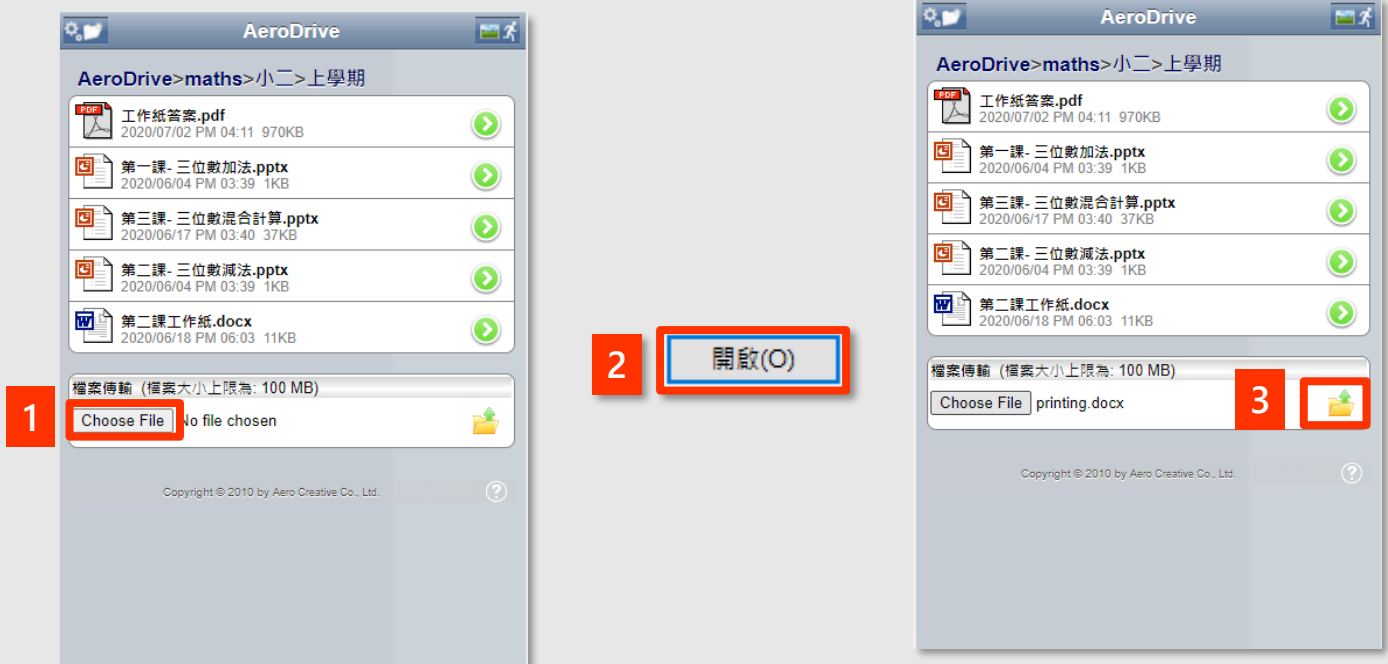 AeroDrive
AeroDrive>maths>小二>上學期
PDF
工作紙答案.pdf
2020/07/02 PM 04:11 970KB
第一課- 三位數加法.pptx
2020/06/04 PM 03:39 1KB
第三課- 三位數混合計算.pptx
2020/06/17 PM 03:40 37KB
第二課- 三位數減法.pptx
2020/06/04 PM 03:39 1KB
W
第二課工作紙.docx
2020/06/18 PM 06:03 11KB
檔案傳輸 (檔案大小上限為: 100 MB)
1
Choose File No file chosen
Copyright © 2010 by Aero Creative Co., Ltd.
?
2
開啟(O)
AeroDrive
AeroDrive>maths>小二>上學期
PDF
工作紙答案.pdf
2020/07/02 PM 04:11 970KB
第一課- 三位數加法.pptx
2020/06/04 PM 03:39 1KB
第三課- 三位數混合計算.pptx
2020/06/17 PM 03:40 37KB
第二課- 三位數減法.pptx
2020/06/04 PM 03:39 1KB
W
第二課工作紙.docx
2020/06/18 PM 06:03 11KB
檔案傳輸 (檔案大小上限為: 100 MB)
Choose File printing.docx
3
Copyright © 2010 by Aero Creative Co., Ltd.
?